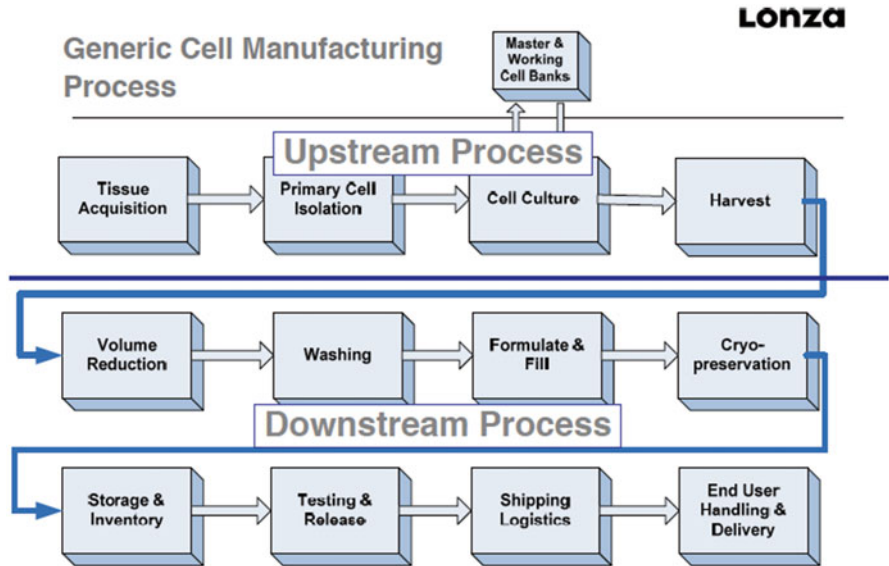 Lonza
Generic Cell Manufacturing
Process
Master &
Working
Cell Banks
Upstream Process
Tissue
Acquisition
Primary Cell
Isolation
Cell Culture
Harvest
Volume
Reduction
Washing
Formulate &
Fill
Cryo-
preservation
Downstream Process
Storage &
Inventory
Testing &
Release
Shipping
Logistics
End User
Handling &
Delivery